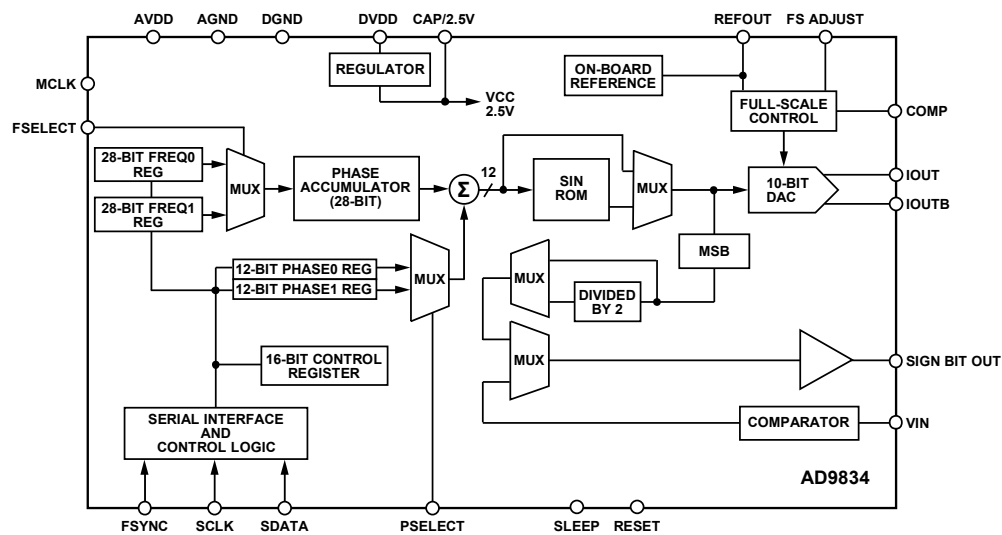 AVDD
AGND
DGND
DVDD
CAP/2.5V
REFOUT
FS ADJUST
MCLK
REGULATOR
ON-BOARD
REFERENCE
VCC
2.5V
FULL-SCALE
CONTROL
COMP
FSELECT
28-BIT FREQ0
REG
28-BIT FREQ1
REG
MUX
PHASE
ACCUMULATOR
(28-BIT)
Σ
12
SIN
ROM
MUX
10-BIT
DAC
IOUT
IOUTB
MSB
12-BIT PHASE0 REG
12-BIT PHASE1 REG
MUX
MUX
DIVIDED
BY 2
MUX
SIGN BIT OUT
16-BIT CONTROL
REGISTER
SERIAL INTERFACE
AND
CONTROL LOGIC
COMPARATOR
VIN
AD9834
FSYNC
SCLK
SDATA
PSELECT
SLEEP
RESET